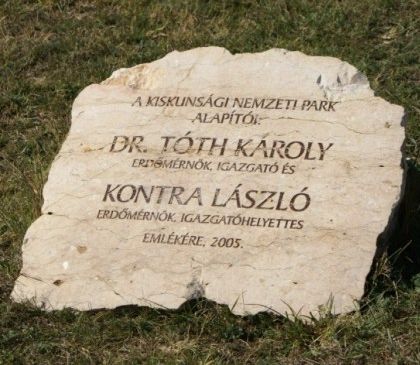 A KISKUNSÁGI NEMZETI PARK
ALAPÍTÓI:
DR. TÓTH KÁROLY
ERDŐMÉRNÖK, IGAZGATÓ ÉS
KONTRA LÁSZLÓ
ERDŐMÉRNÖK, IGAZGATÓHELYETTES
EMLÉKÉRE, 2005.